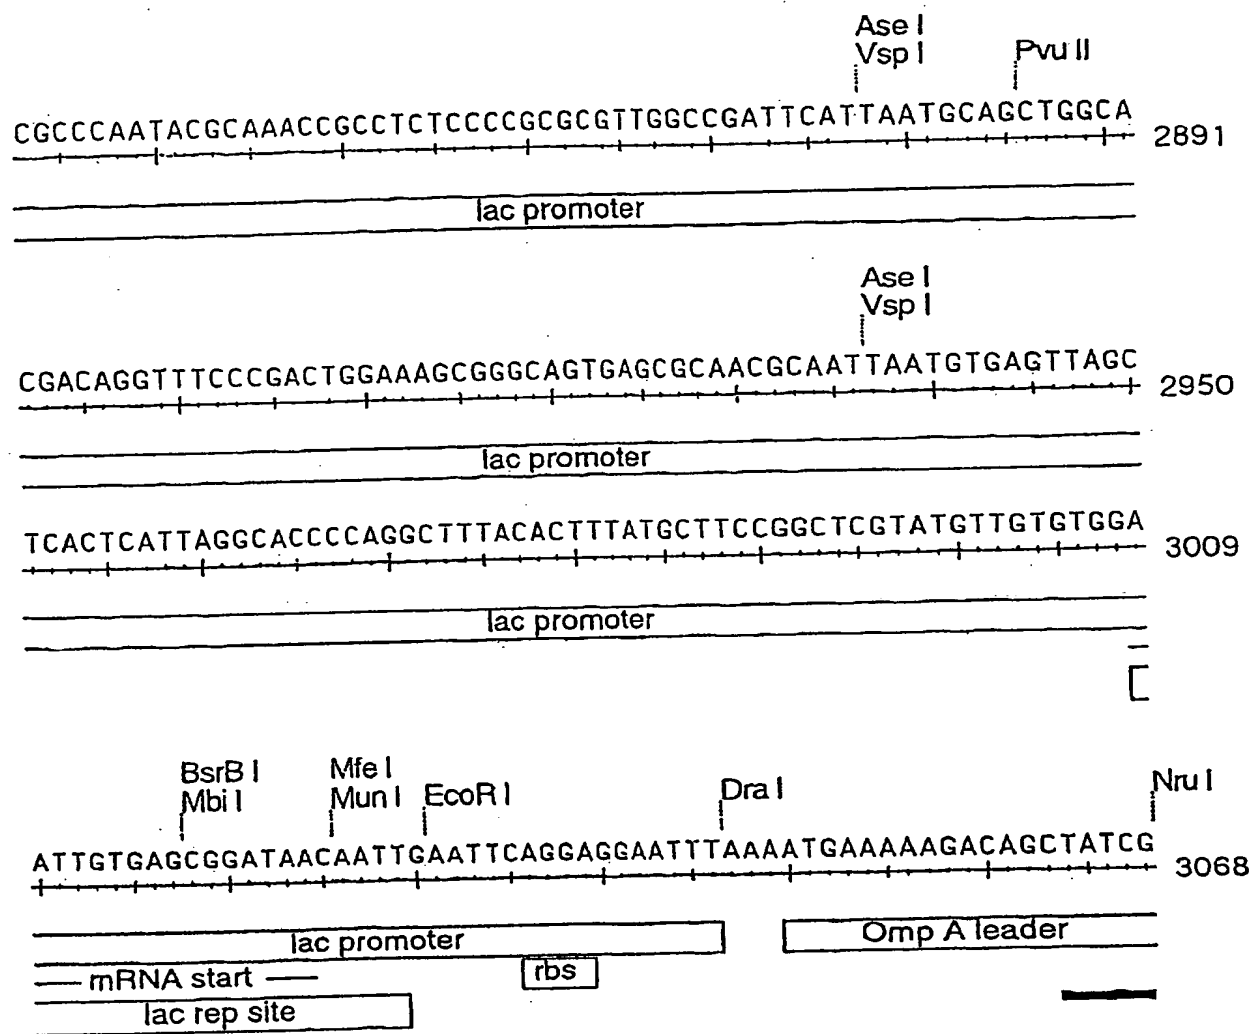 Ase I
Vsp I
Pvu II
CGCCCAATACGCAAACCGCCTCTCCCCGCGCGTTGGCCGATTCATTAATGCAGCTGGCA 2891
lac promoter
Ase I
Vsp I
CGACAGGTTTCCCGACTGGAAAGCGGGCAGTGAGCGCAACGCAATTAATGTGAGTTAGC 2950
lac promoter
TCACTCATTAGGCACCCCAGGCTTTACACTTTATGCTTCCGGCTCGTATGTTGTGTGGA 3009
lac promoter
BsrB I
Mbi I
Mfe I
Mun I
EcoR I
Dra I
Nru I
ATTGTGAGCGGATAACAATTGAATTCAGGAGGAATTTAAAATGAAAAAGACAGCTATCG 3068
lac promoter
Omp A leader
mRNA start
rbs
lac rep site